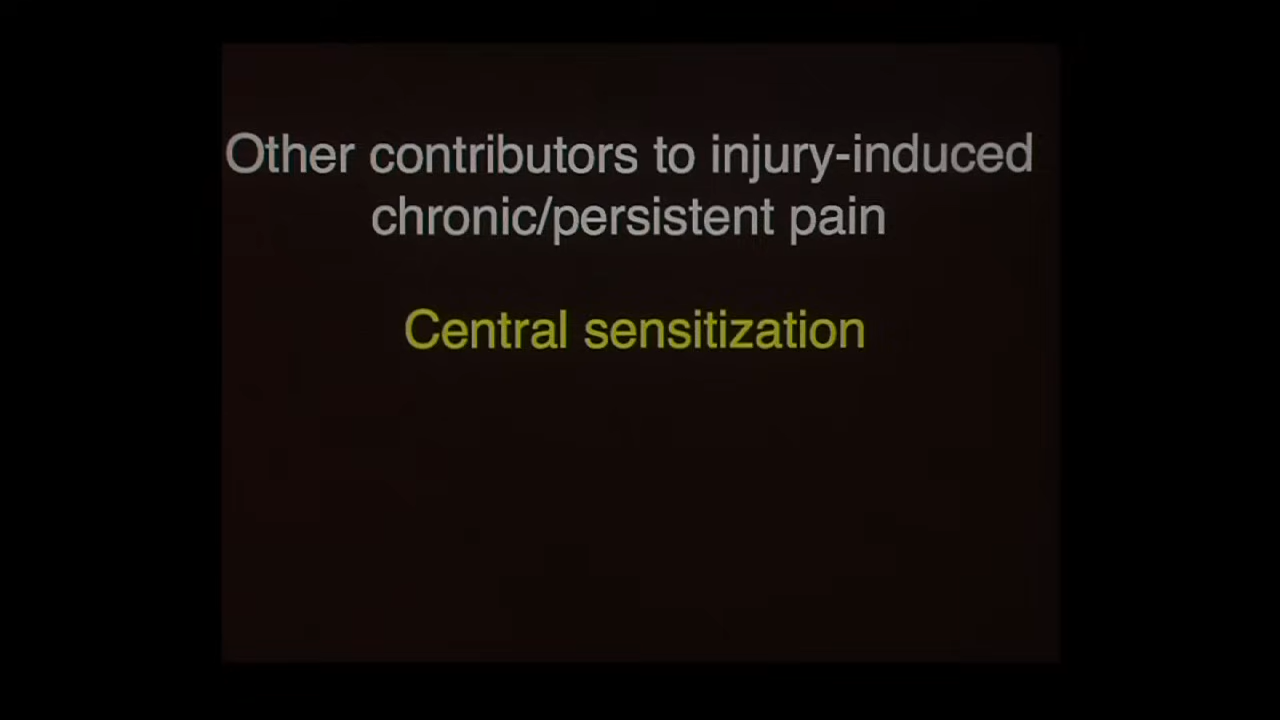 Other contributors to injury-induced
chronic/persistent pain
Central sensitization